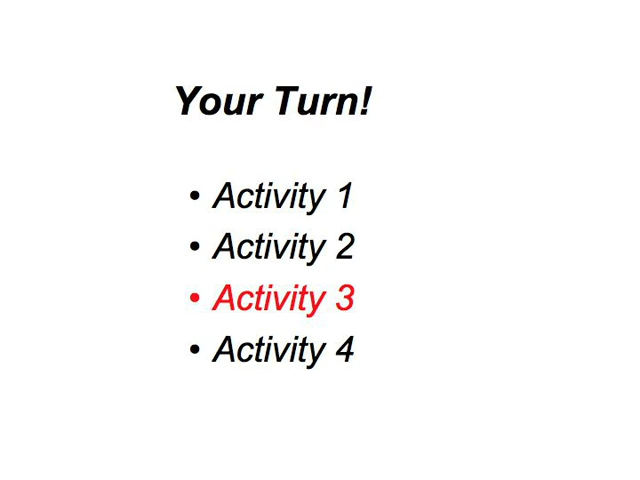 Your Turn!
• Activity 1
• Activity 2
• Activity 3
• Activity 4